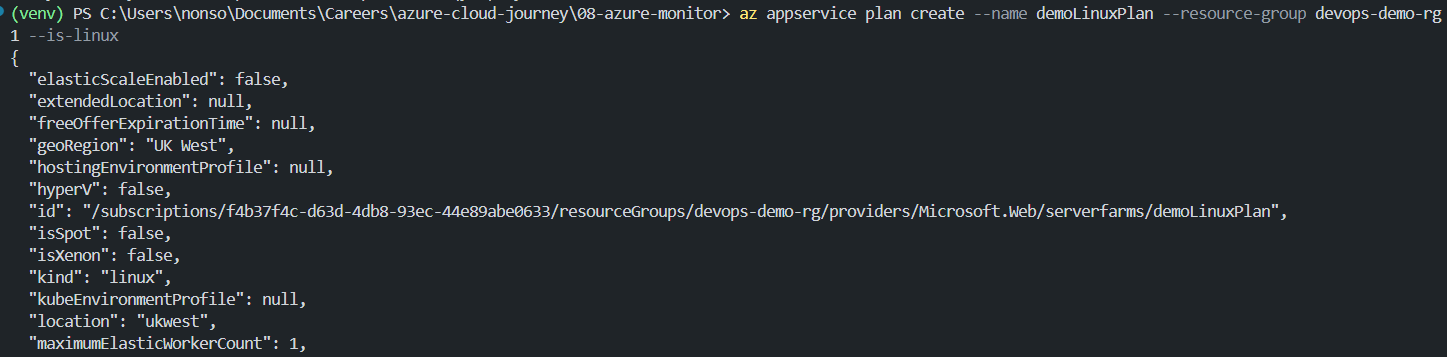 (venv) PS C:\Users\nonso\Documents\Careers\azure-cloud-journey\08-azure-monitor> az appservice plan create --name demoLinuxPlan --resource-group devops-demo-rg
1 --is-linux
{
  "elasticScaleEnabled": false,
  "extendedLocation": null,
  "freeOfferExpirationTime": null,
  "geoRegion": "UK West",
  "hostingEnvironmentProfile": null,
  "hyperV": false,
  "id": "/subscriptions/f4b37f4c-d63d-4db8-93ec-44e89abe0633/resourceGroups/devops-demo-rg/providers/Microsoft.Web/serverfarms/demoLinuxPlan",
  "isSpot": false,
  "isXenon": false,
  "kind": "linux",
  "kubeEnvironmentProfile": null,
  "location": "ukwest",
  "maximumElasticWorkerCount": 1,